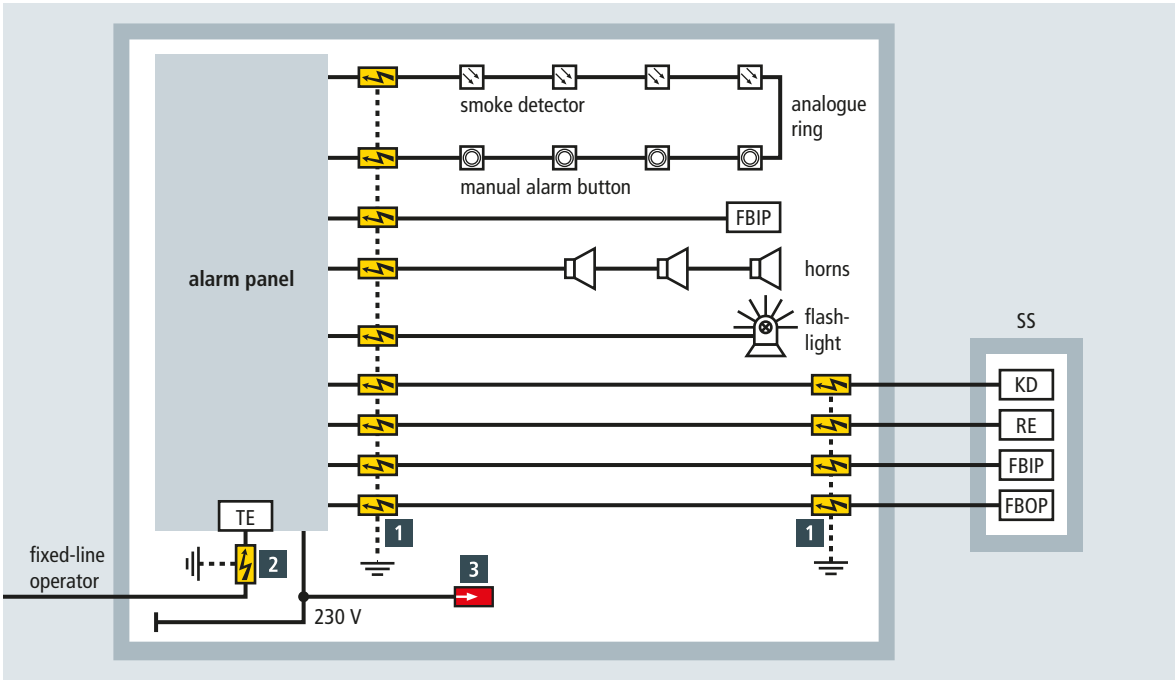 smoke detector
analogue
ring
manual alarm button
FBIP
alarm panel
horns
flash-
light
SS
KD
RE
FBIP
FBOP
TE
1
1
fixed-line
operator
2
3
230 V